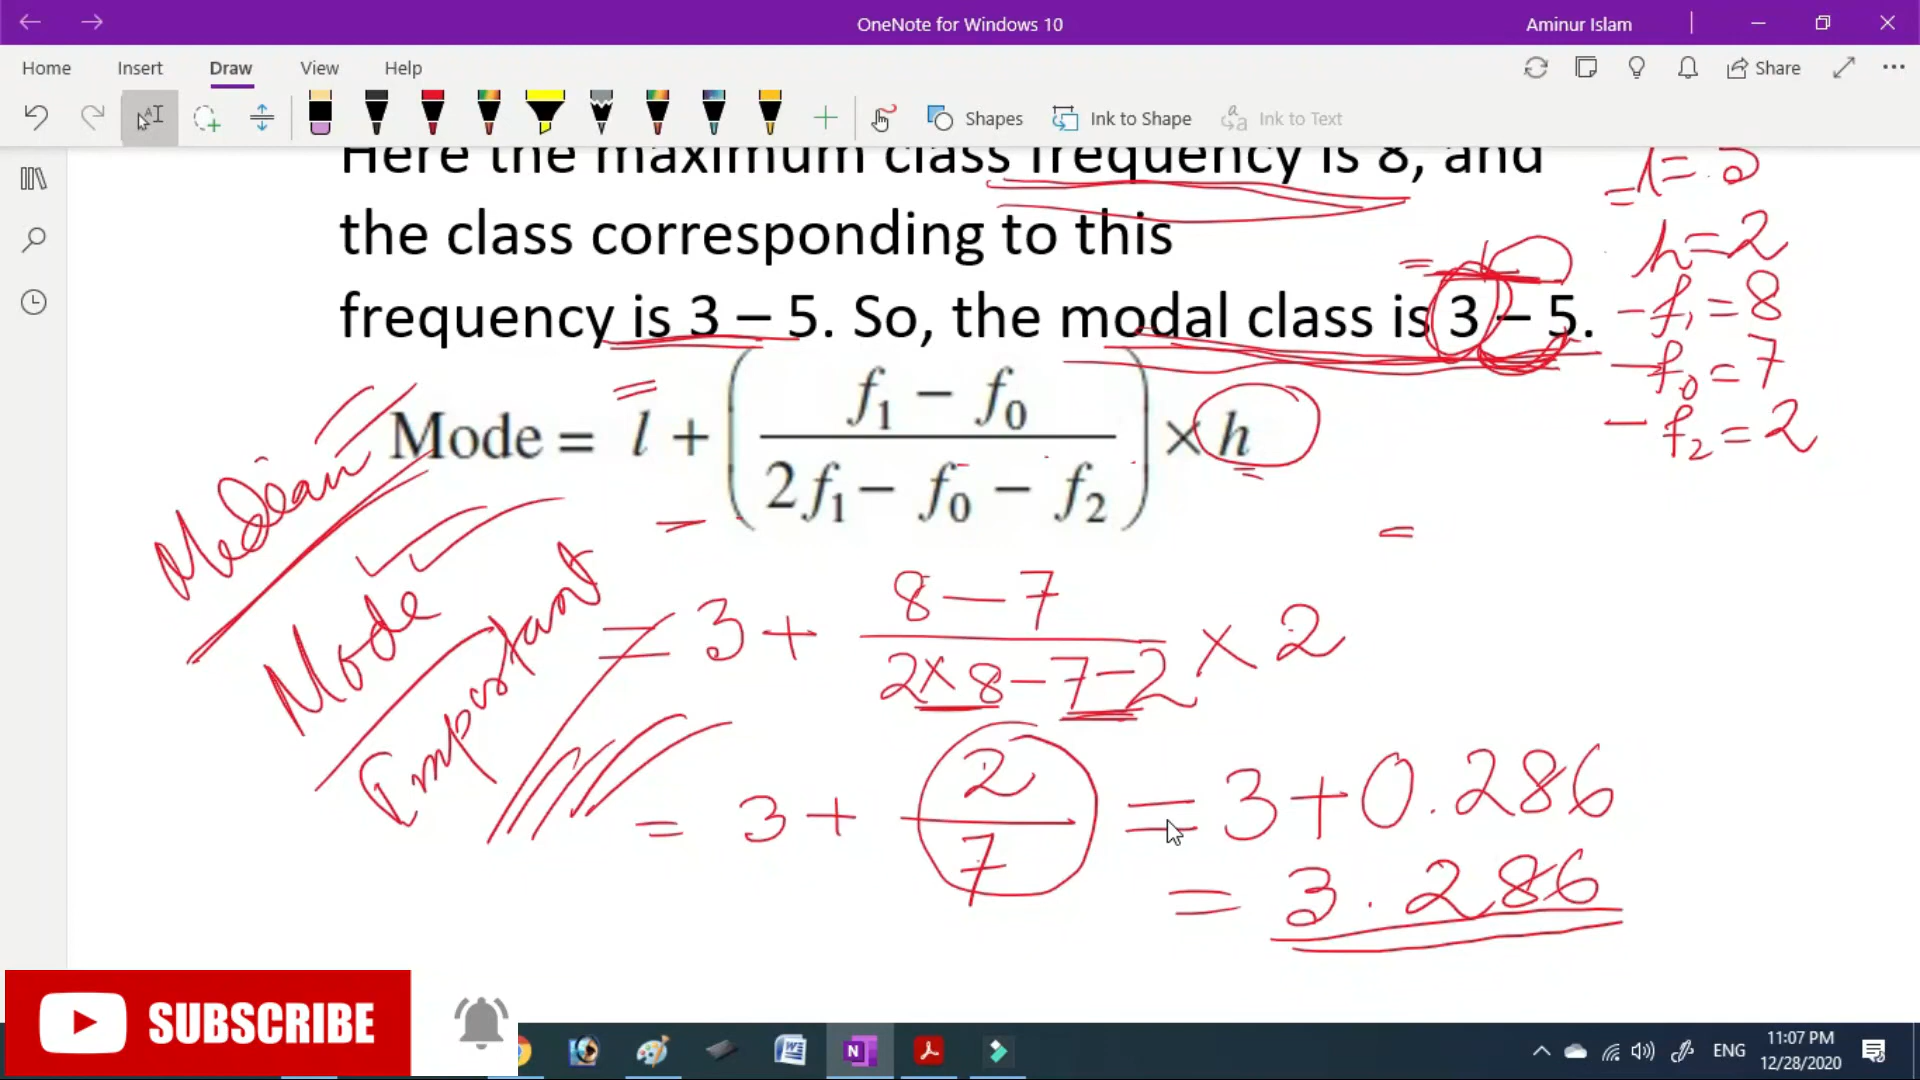 OneNote for Windows 10
Aminur Islam
Home Insert Draw View Help
Share
Shapes Ink to Shape Ink to Text
Here the maximum class frequency is 8, and
the class corresponding to this
frequency is 3 – 5. So, the modal class is 3 – 5.
h = 2
f₁ = 8
f₀ = 7
f₂ = 2
Mode = l + ( (f₁ − f₀) / (2f₁ − f₀ − f₂) ) × h
Median
Mode
Important
= 3 + (8 − 7) / (2 × 8 − 7 − 2) × 2
= 3 + 2/7 = 3 + 0.286
= 3.286
SUBSCRIBE
ENG
11:07 PM
12/28/2020